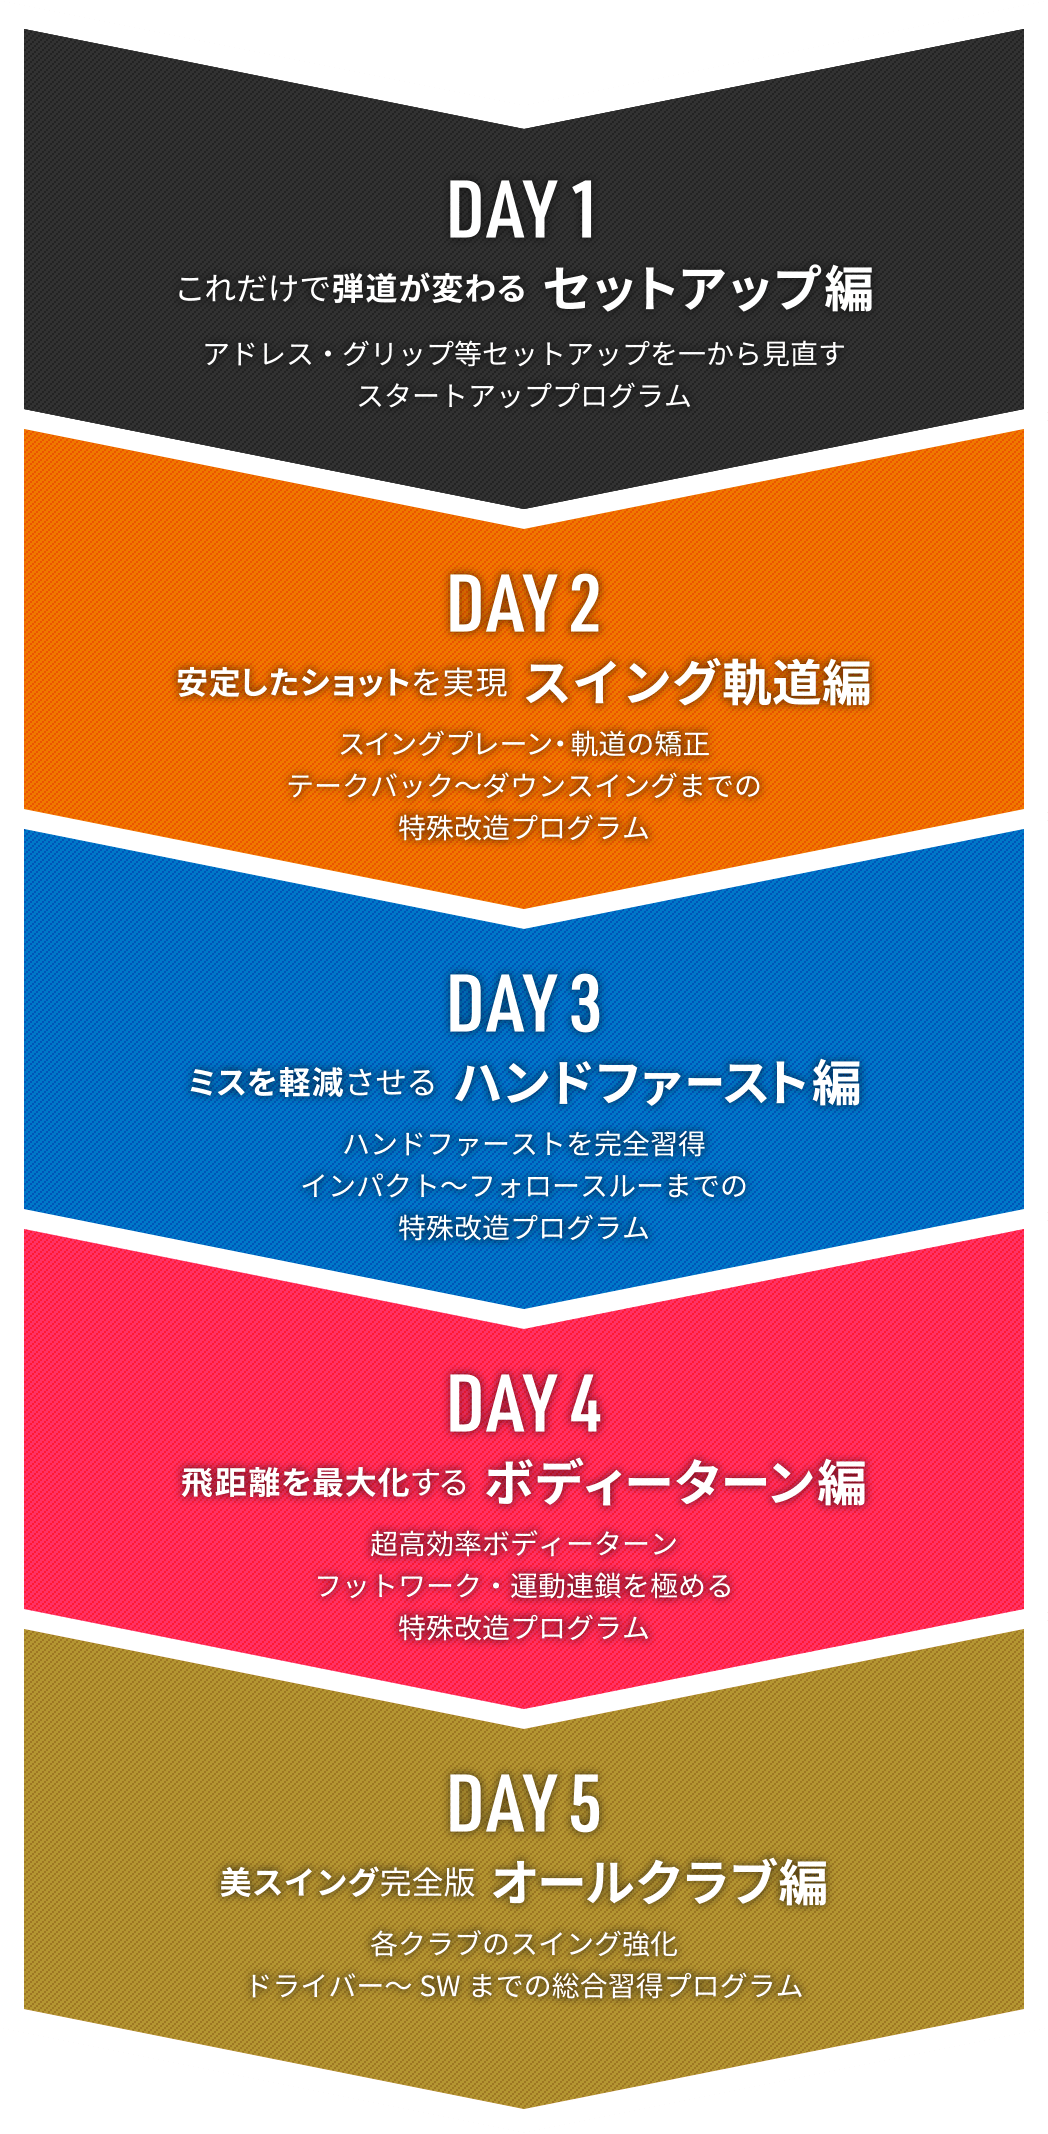 DAY 1
これだけで弾道が変わる セットアップ編
アドレス・グリップ等セットアップを一から見直す
スタートアッププログラム
DAY 2
安定したショットを実現 スイング軌道編
スイングプレーン・軌道の矯正
テークバック〜ダウンスイングまでの
特殊改造プログラム
DAY 3
ミスを軽減させる ハンドファースト編
ハンドファーストを完全習得
インパクト〜フォロースルーまでの
特殊改造プログラム
DAY 4
飛距離を最大化する ボディーターン編
超高効率ボディーターン
フットワーク・運動連鎖を極める
特殊改造プログラム
DAY 5
美スイング完全版 オールクラブ編
各クラブのスイング強化
ドライバー〜 SW までの総合習得プログラム